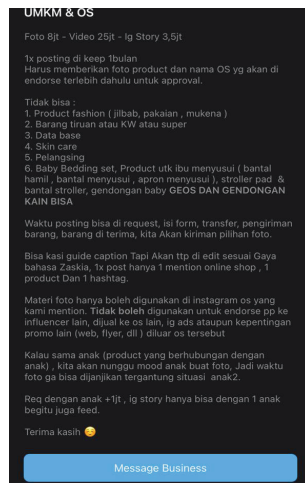 UMKM & OS
Foto 8jt - Video 25jt - Ig Story 3,5jt
1x posting di keep 1bulan
Harus memberikan foto product dan nama OS yg akan di
endorse terlebih dahulu untuk approval.
Tidak bisa :
1. Product fashion ( jilbab, pakaian , mukena )
2. Barang tiruan atau KW atau super
3. Data base
4. Skin care
5. Pelangsing
6. Baby Bedding set, Product utk ibu menyusui ( bantal
hamil , bantal menyusui , apron menyusui ), stroller pad  &
bantal stroller, gendongan baby GEOS DAN GENDONGAN
KAIN BISA
Waktu posting bisa di request, isi form, transfer, pengiriman
barang, barang di terima, kita Akan kiriman pilihan foto.
Bisa kasi guide caption Tapi Akan ttp di edit sesuai Gaya
bahasa Zaskia, 1x post hanya 1 mention online shop , 1
product Dan 1 hashtag.
Materi foto hanya boleh digunakan di instagram os yang
kami mention. Tidak boleh digunakan untuk endorse pp ke
influencer lain, dijual ke os lain, ig ads ataupun kepentingan
promo lain (web, flyer, dll ) diluar os tersebut
Kalau sama anak (product yang berhubungan dengan
anak) , kita akan nunggu mood anak buat foto, Jadi waktu
foto ga bisa dijanjikan tergantung situasi  anak2.
Req dengan anak +1jt , ig story hanya bisa dengan 1 anak
begitu juga feed.
Terima kasih 😊
Message Business